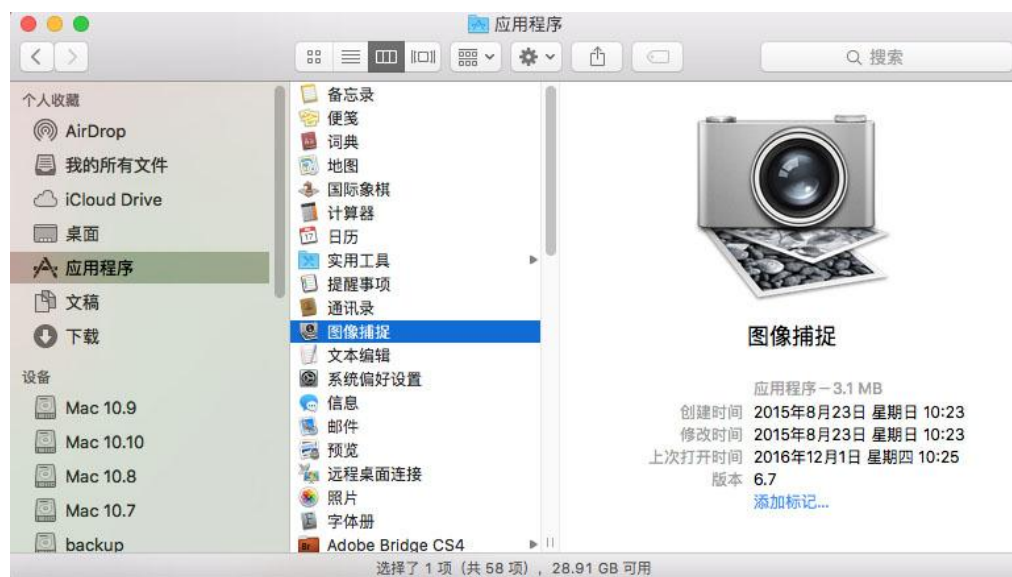 应用程序
搜索
个人收藏
AirDrop
我的所有文件
iCloud Drive
桌面
应用程序
文稿
下载
设备
Mac 10.9
Mac 10.10
Mac 10.8
Mac 10.7
backup
备忘录
便笺
词典
地图
国际象棋
计算器
日历
实用工具
提醒事项
通讯录
图像捕捉
文本编辑
系统偏好设置
信息
邮件
预览
远程桌面连接
照片
字体册
Adobe Bridge CS4
图像捕捉
应用程序 – 3.1 MB
创建时间 2015年8月23日 星期日 10:23
修改时间 2015年8月23日 星期日 10:23
上次打开时间 2016年12月1日 星期四 10:25
版本 6.7
添加标记...
选择了 1 项（共 58 项）, 28.91 GB 可用